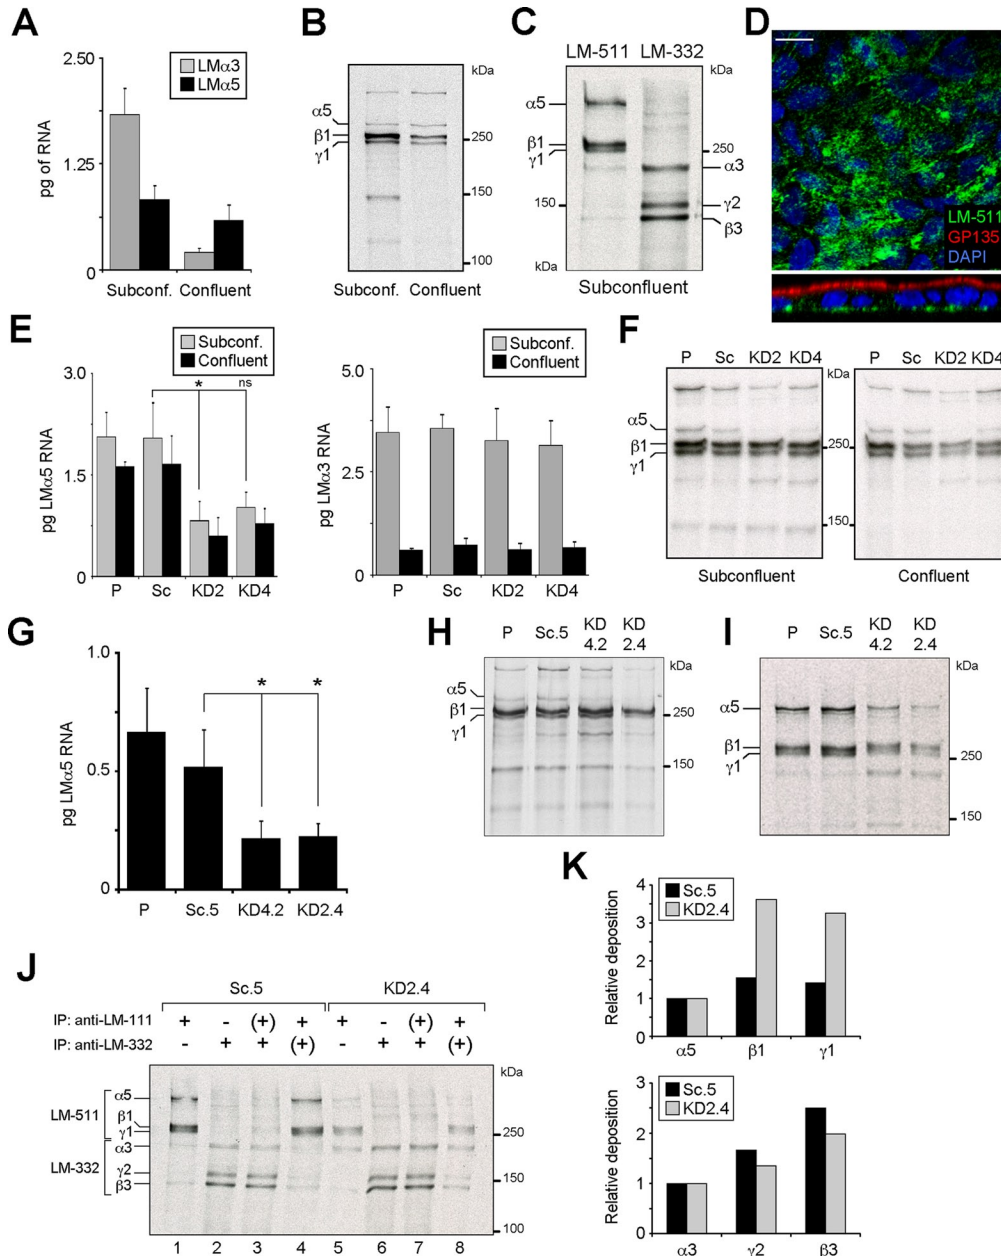 A
2.50
1.25
0
pg of RNA
LMα3
LMα5
Subconf. Confluent
B
kDa
α5
β1
γ1
250
150
100
Subconf. Confluent
C
LM-511 LM-332
α5
β1
γ1
150
kDa
250
α3
γ2
β3
Subconfluent
D
LM-511
GP135
DAPI
E
Subconf.
Confluent
3.0
1.5
0
pg LMα5 RNA
* ns
P Sc KD2 KD4
Subconf.
Confluent
5.0
2.5
0
pg LMα3 RNA
P Sc KD2 KD4
F
P Sc KD2 KD4 kDa P Sc KD2 KD4
α5
β1
γ1
250
150
Subconfluent Confluent
G
1.0
0.5
0
pg LMα5 RNA
* *
P Sc.5 KD4.2 KD2.4
H
P Sc.5 KD 4.2 KD 2.4
kDa
α5
β1
γ1
250
150
I
P Sc.5 KD 4.2 KD 2.4
kDa
α5
β1
γ1
250
150
J
Sc.5 KD2.4
IP: anti-LM-111 + - (+) + + - (+) +
IP: anti-LM-332 - + + (+) - + + (+)
kDa
LM-511
α5
β1
γ1
LM-332
α3
γ2
β3
250
150
100
1 2 3 4 5 6 7 8
K
Sc.5
KD2.4
Relative deposition
4
3
2
1
0
α5 β1 γ1
Sc.5
KD2.4
Relative deposition
3
2
1
0
α3 γ2 β3